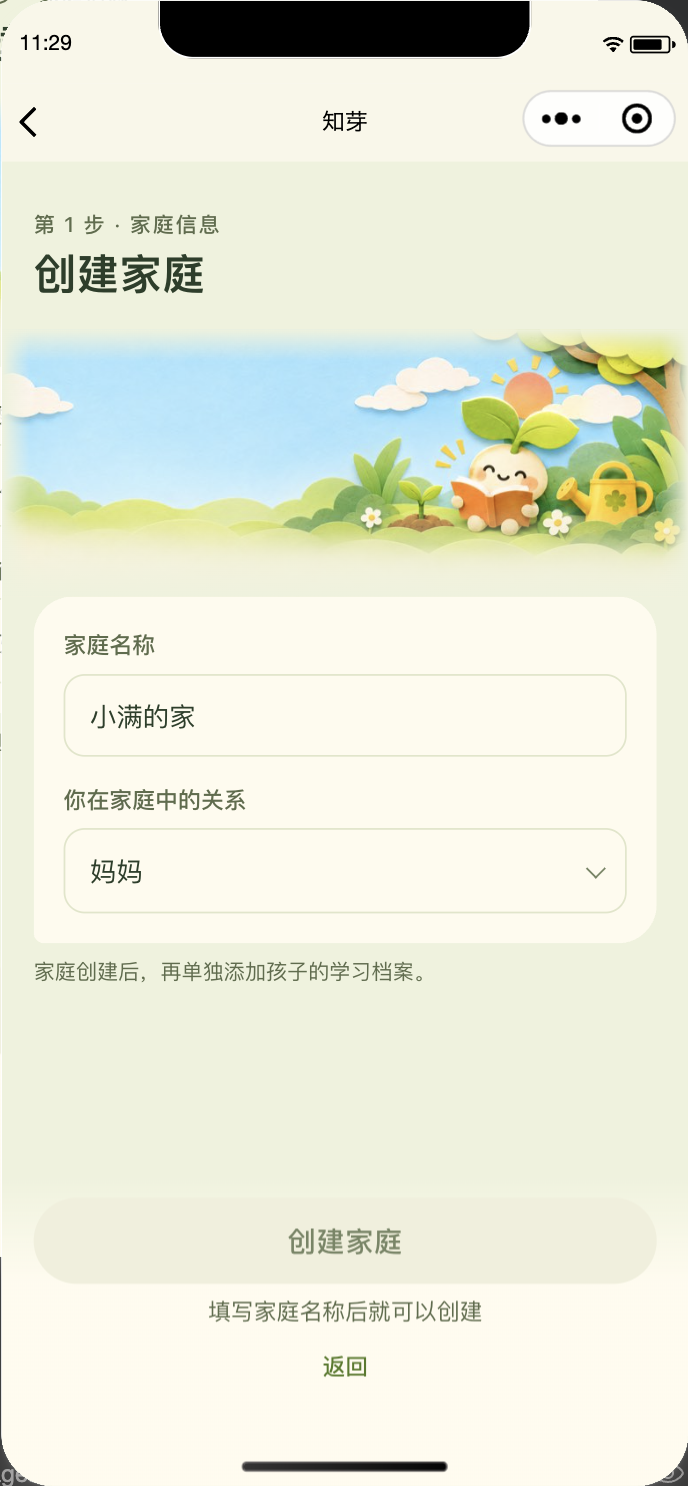 11:29
知芽
第 1 步 · 家庭信息
创建家庭
家庭名称
小满的家
你在家庭中的关系
妈妈
家庭创建后，再单独添加孩子的学习档案。
创建家庭
填写家庭名称后就可以创建
返回